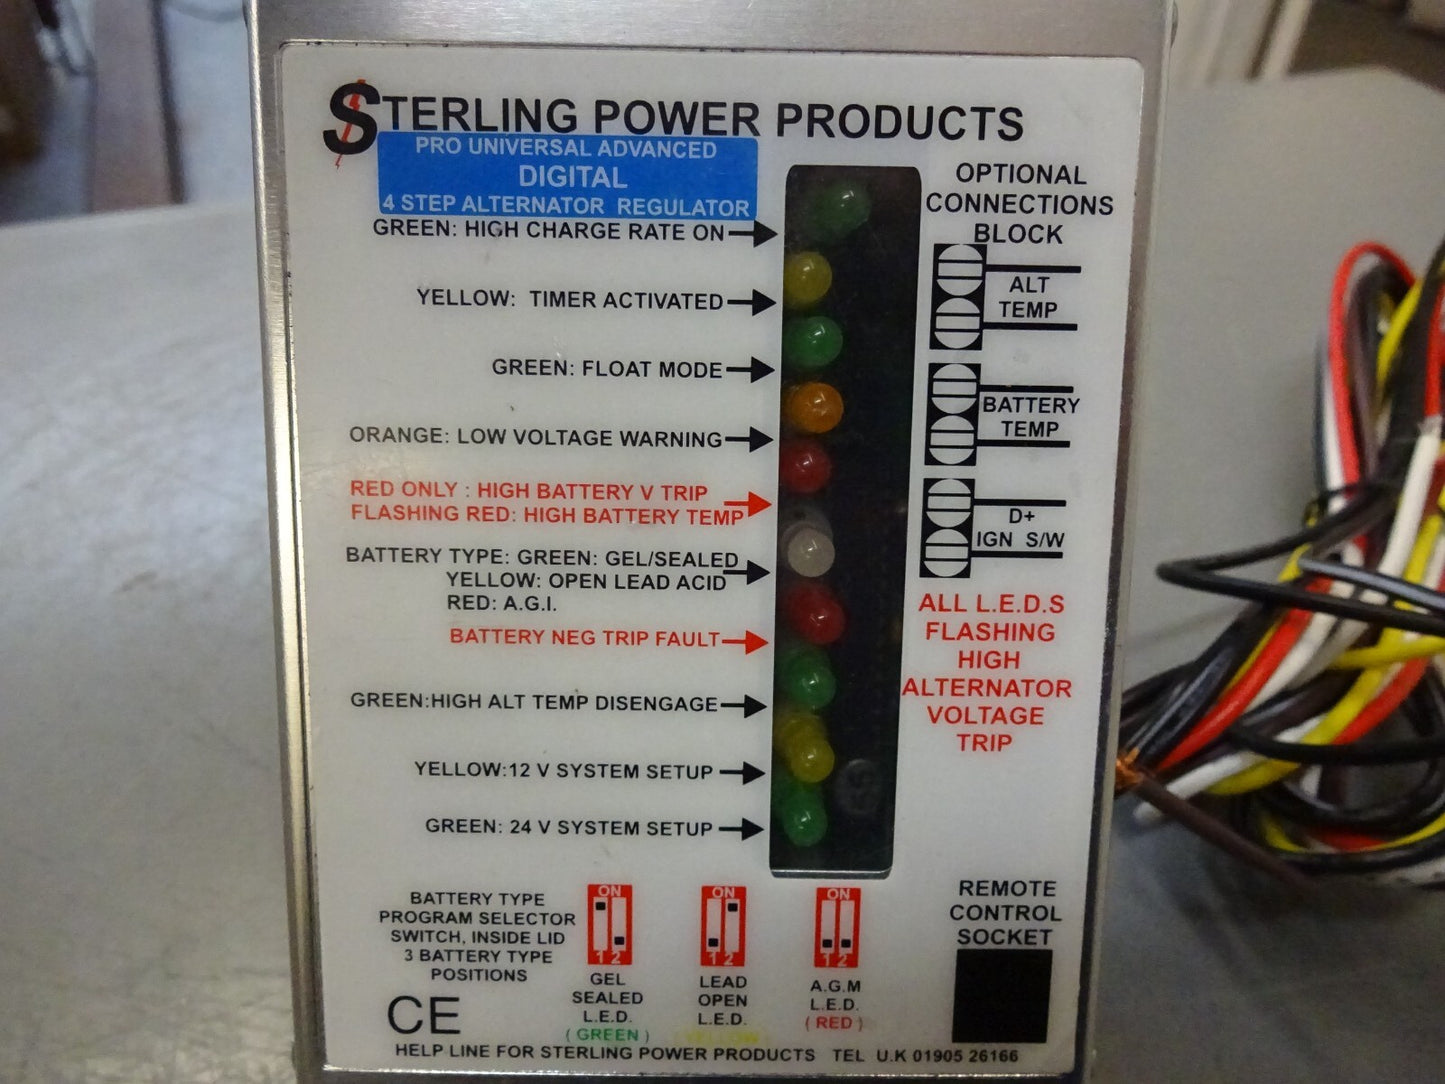 STERLING POWER PRODUCTS
PRO UNIVERSAL ADVANCED
DIGITAL
4 STEP ALTERNATOR REGULATOR
GREEN: HIGH CHARGE RATE ON
YELLOW: TIMER ACTIVATED
GREEN: FLOAT MODE
ORANGE: LOW VOLTAGE WARNING
RED ONLY : HIGH BATTERY V TRIP
FLASHING RED: HIGH BATTERY TEMP
BATTERY TYPE: GREEN: GEL/SEALED
YELLOW: OPEN LEAD ACID
RED: A.G.I.
BATTERY NEG TRIP FAULT
GREEN:HIGH ALT TEMP DISENGAGE
YELLOW:12 V SYSTEM SETUP
GREEN: 24 V SYSTEM SETUP
OPTIONAL
CONNECTIONS
BLOCK
ALT
TEMP
BATTERY
TEMP
D+
IGN S/W
ALL L.E.D.S
FLASHING
HIGH
ALTERNATOR
VOLTAGE
TRIP
BATTERY TYPE
PROGRAM SELECTOR
SWITCH, INSIDE LID
3 BATTERY TYPE
POSITIONS
ON
1 2
GEL
SEALED
L.E.D.
( GREEN )
ON
1 2
LEAD
OPEN
L.E.D.
( YELLOW )
ON
1 2
A.G.M
L.E.D.
( RED )
REMOTE
CONTROL
SOCKET
CE
HELP LINE FOR STERLING POWER PRODUCTS TEL U.K 01905 26166